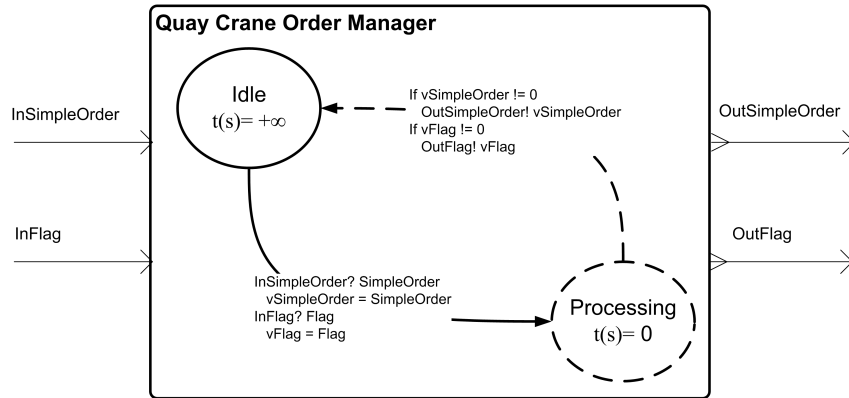 Quay Crane Order Manager
Idle
t(s)= +∞
If vSimpleOrder != 0
OutSimpleOrder! vSimpleOrder
If vFlag != 0
OutFlag! vFlag
InSimpleOrder
OutSimpleOrder
InFlag
OutFlag
InSimpleOrder? SimpleOrder
vSimpleOrder = SimpleOrder
InFlag? Flag
vFlag = Flag
Processing
t(s)= 0